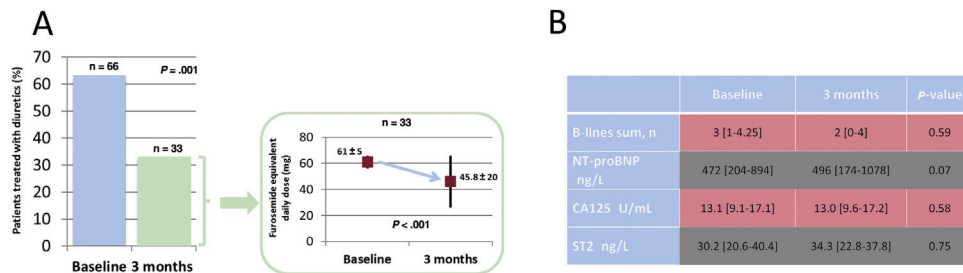 A
Patients treated with diuretics (%)
70
60
50
40
30
20
10
0
n = 66
P = .001
n = 33
Baseline 3 months
n = 33
Furosemide equivalent
daily dose (mg)
80
60
40
20
0
61 ± 5
45.8 ± 20
P < .001
Baseline 3 months
B
Baseline 3 months P-value
B-lines sum, n 3 [1-4.25] 2 [0-4] 0.59
NT-proBNP
ng/L 472 [204-894] 496 [174-1078] 0.07
CA125 U/mL 13.1 [9.1-17.1] 13.0 [9.6-17.2] 0.58
ST2 ng/L 30.2 [20.6-40.4] 34.3 [22.8-37.8] 0.75